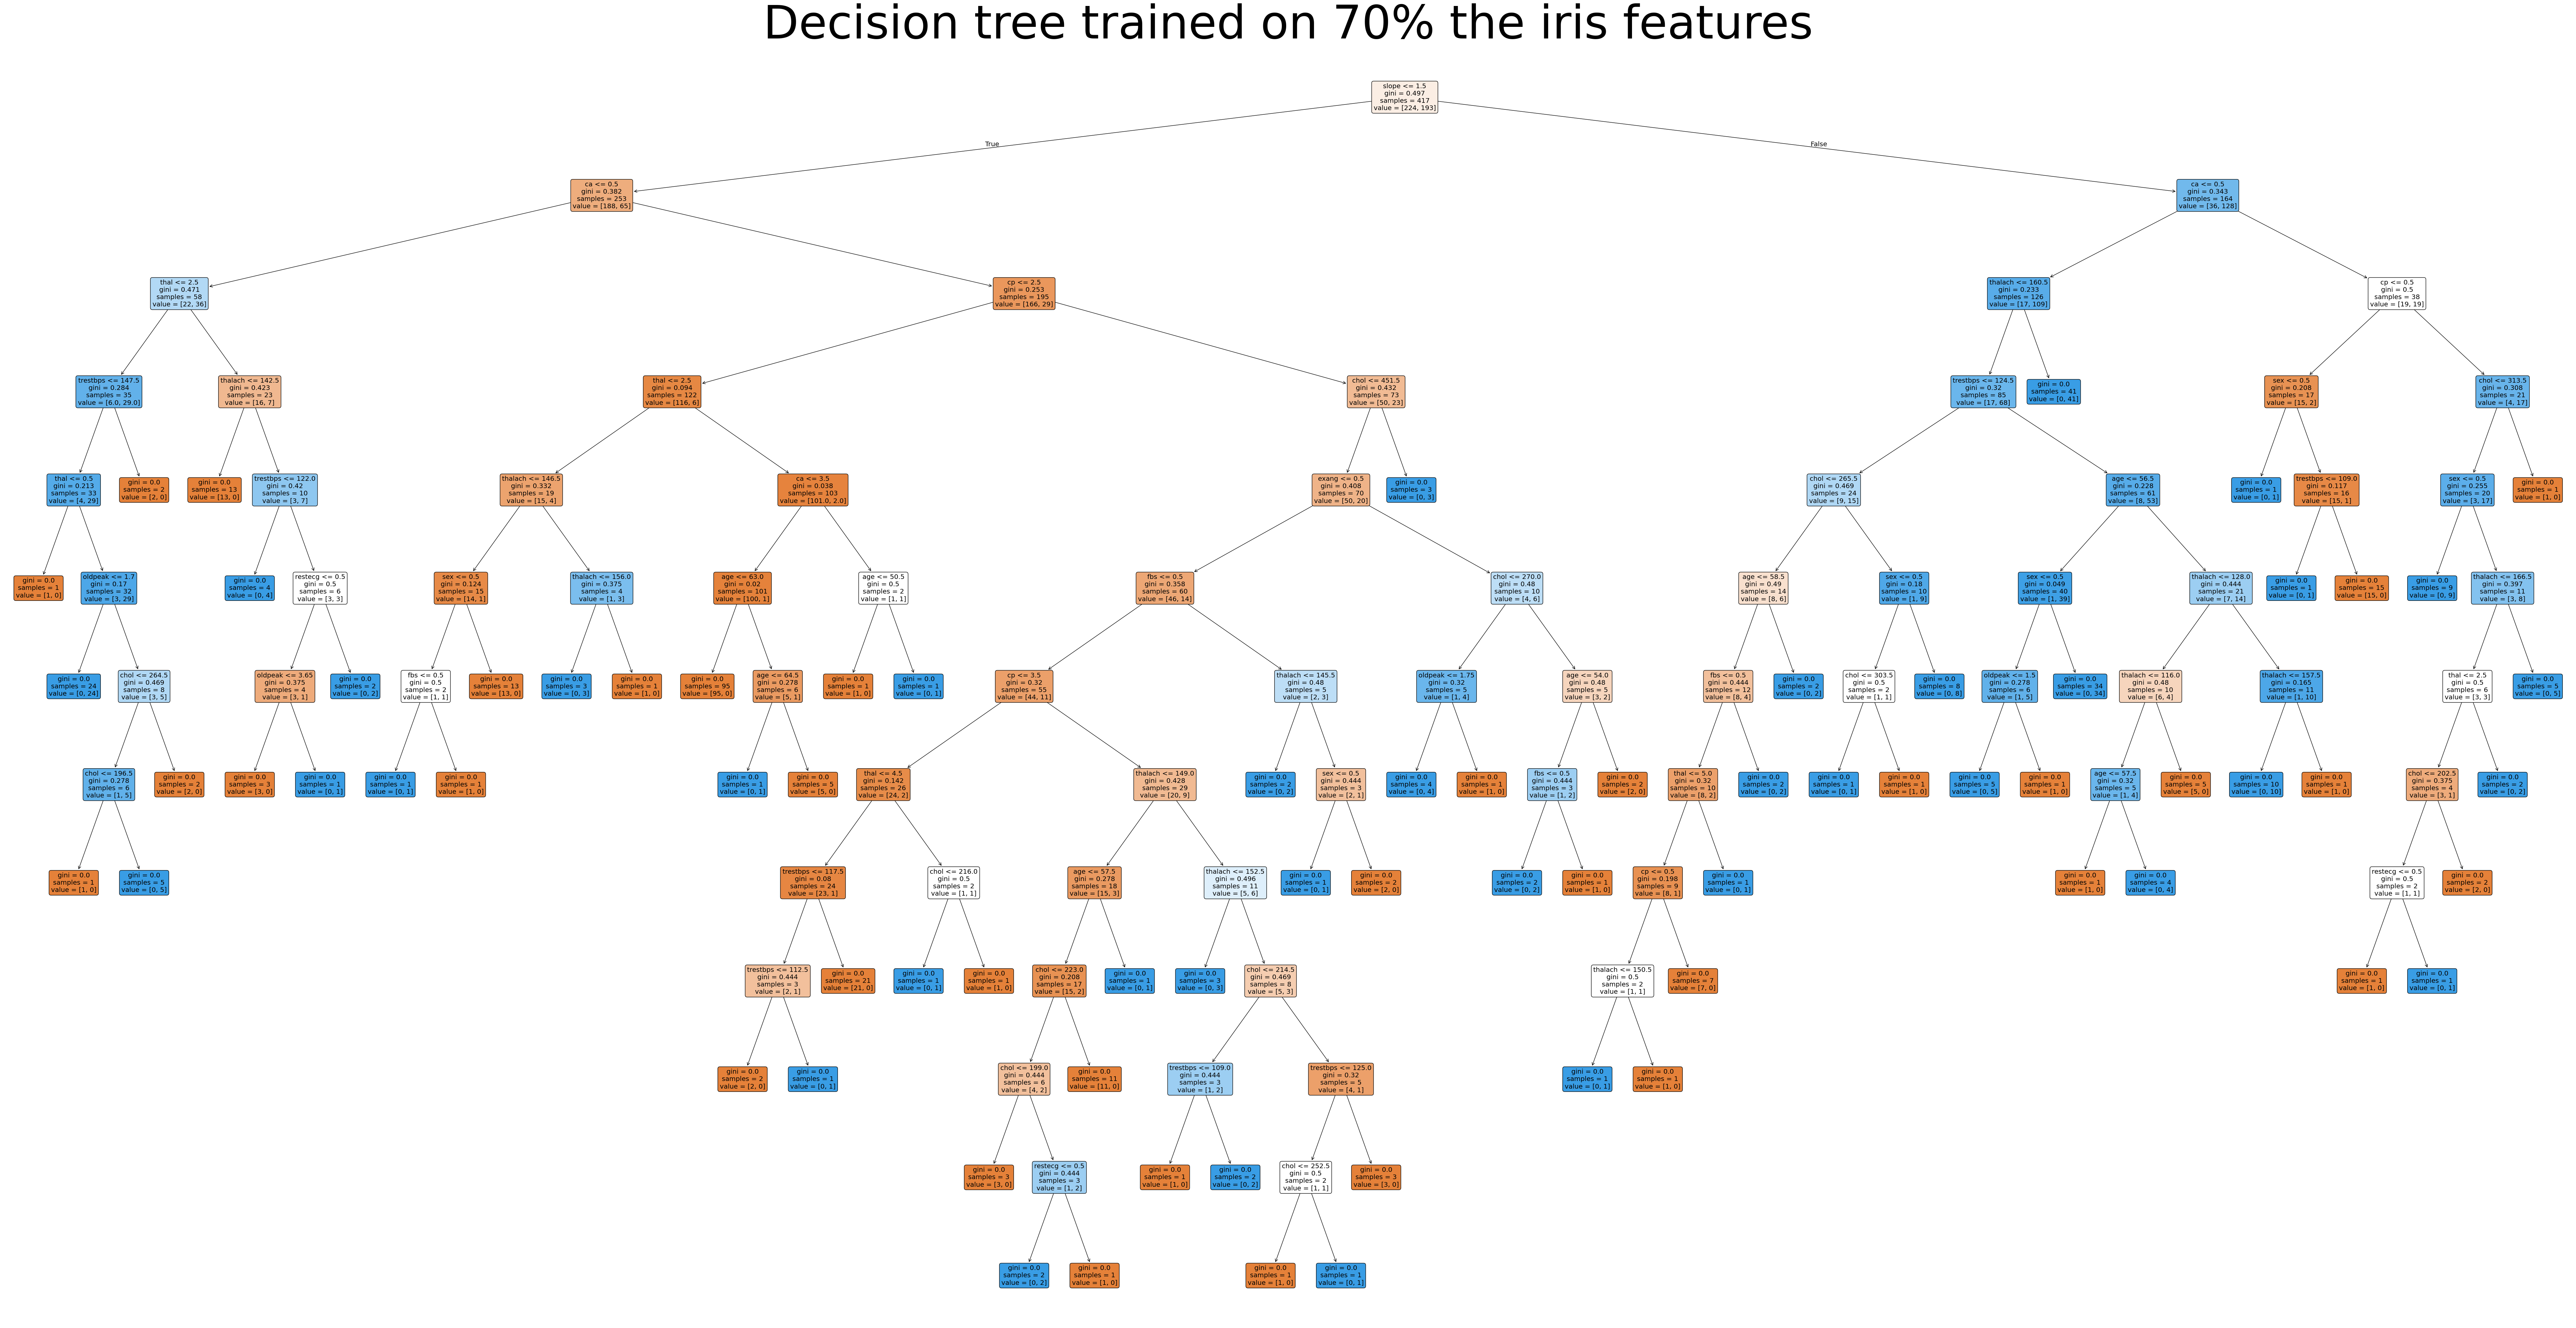 Decision tree trained on 70% the iris features
slope <= 1.5
gini = 0.497
samples = 417
value = [224, 193]
True
False
ca <= 0.5
gini = 0.382
samples = 253
value = [188, 65]
ca <= 0.5
gini = 0.343
samples = 164
value = [36, 128]
thal <= 2.5
gini = 0.471
samples = 58
value = [22, 36]
cp <= 2.5
gini = 0.253
samples = 195
value = [166, 29]
thalach <= 160.5
gini = 0.233
samples = 126
value = [17, 109]
cp <= 0.5
gini = 0.5
samples = 38
value = [19, 19]
trestbps <= 147.5
gini = 0.284
samples = 35
value = [6.0, 29.0]
thalach <= 142.5
gini = 0.423
samples = 23
value = [16, 7]
thal <= 2.5
gini = 0.094
samples = 122
value = [116, 6]
chol <= 451.5
gini = 0.432
samples = 73
value = [50, 23]
trestbps <= 124.5
gini = 0.32
samples = 85
value = [17, 68]
gini = 0.0
samples = 41
value = [0, 41]
sex <= 0.5
gini = 0.208
samples = 17
value = [15, 2]
chol <= 313.5
gini = 0.308
samples = 21
value = [4, 17]
thal <= 0.5
gini = 0.213
samples = 33
value = [4, 29]
gini = 0.0
samples = 2
value = [2, 0]
gini = 0.0
samples = 13
value = [13, 0]
trestbps <= 122.0
gini = 0.42
samples = 10
value = [3, 7]
thalach <= 146.5
gini = 0.332
samples = 19
value = [15, 4]
ca <= 3.5
gini = 0.038
samples = 103
value = [101.0, 2.0]
exang <= 0.5
gini = 0.408
samples = 70
value = [50, 20]
gini = 0.0
samples = 3
value = [0, 3]
chol <= 265.5
gini = 0.469
samples = 24
value = [9, 15]
age <= 56.5
gini = 0.228
samples = 61
value = [8, 53]
gini = 0.0
samples = 1
value = [0, 1]
trestbps <= 109.0
gini = 0.117
samples = 16
value = [15, 1]
sex <= 0.5
gini = 0.255
samples = 20
value = [3, 17]
gini = 0.0
samples = 1
value = [1, 0]
gini = 0.0
samples = 1
value = [1, 0]
oldpeak <= 1.7
gini = 0.17
samples = 32
value = [3, 29]
gini = 0.0
samples = 4
value = [0, 4]
restecg <= 0.5
gini = 0.5
samples = 6
value = [3, 3]
sex <= 0.5
gini = 0.124
samples = 15
value = [14, 1]
thalach <= 156.0
gini = 0.375
samples = 4
value = [1, 3]
age <= 63.0
gini = 0.02
samples = 101
value = [100, 1]
age <= 50.5
gini = 0.5
samples = 2
value = [1, 1]
fbs <= 0.5
gini = 0.358
samples = 60
value = [46, 14]
chol <= 270.0
gini = 0.48
samples = 10
value = [4, 6]
age <= 58.5
gini = 0.49
samples = 14
value = [8, 6]
sex <= 0.5
gini = 0.18
samples = 10
value = [1, 9]
sex <= 0.5
gini = 0.049
samples = 40
value = [1, 39]
thalach <= 128.0
gini = 0.444
samples = 21
value = [7, 14]
gini = 0.0
samples = 1
value = [0, 1]
gini = 0.0
samples = 15
value = [15, 0]
gini = 0.0
samples = 9
value = [0, 9]
thalach <= 166.5
gini = 0.397
samples = 11
value = [3, 8]
gini = 0.0
samples = 24
value = [0, 24]
chol <= 264.5
gini = 0.469
samples = 8
value = [3, 5]
oldpeak <= 3.65
gini = 0.375
samples = 4
value = [3, 1]
gini = 0.0
samples = 2
value = [0, 2]
fbs <= 0.5
gini = 0.5
samples = 2
value = [1, 1]
gini = 0.0
samples = 13
value = [13, 0]
gini = 0.0
samples = 3
value = [0, 3]
gini = 0.0
samples = 1
value = [1, 0]
gini = 0.0
samples = 95
value = [95, 0]
age <= 64.5
gini = 0.278
samples = 6
value = [5, 1]
gini = 0.0
samples = 1
value = [1, 0]
gini = 0.0
samples = 1
value = [0, 1]
cp <= 3.5
gini = 0.32
samples = 55
value = [44, 11]
thalach <= 145.5
gini = 0.48
samples = 5
value = [2, 3]
oldpeak <= 1.75
gini = 0.32
samples = 5
value = [1, 4]
age <= 54.0
gini = 0.48
samples = 5
value = [3, 2]
fbs <= 0.5
gini = 0.444
samples = 12
value = [8, 4]
gini = 0.0
samples = 2
value = [0, 2]
chol <= 303.5
gini = 0.5
samples = 2
value = [1, 1]
gini = 0.0
samples = 8
value = [0, 8]
oldpeak <= 1.5
gini = 0.278
samples = 6
value = [1, 5]
gini = 0.0
samples = 34
value = [0, 34]
thalach <= 116.0
gini = 0.48
samples = 10
value = [6, 4]
thalach <= 157.5
gini = 0.165
samples = 11
value = [1, 10]
thal <= 2.5
gini = 0.5
samples = 6
value = [3, 3]
gini = 0.0
samples = 5
value = [0, 5]
chol <= 196.5
gini = 0.278
samples = 6
value = [1, 5]
gini = 0.0
samples = 2
value = [2, 0]
gini = 0.0
samples = 3
value = [3, 0]
gini = 0.0
samples = 1
value = [0, 1]
gini = 0.0
samples = 1
value = [0, 1]
gini = 0.0
samples = 1
value = [1, 0]
gini = 0.0
samples = 1
value = [0, 1]
gini = 0.0
samples = 5
value = [5, 0]
thal <= 4.5
gini = 0.142
samples = 26
value = [24, 2]
thalach <= 149.0
gini = 0.428
samples = 29
value = [20, 9]
gini = 0.0
samples = 2
value = [0, 2]
sex <= 0.5
gini = 0.444
samples = 3
value = [2, 1]
gini = 0.0
samples = 4
value = [0, 4]
gini = 0.0
samples = 1
value = [1, 0]
fbs <= 0.5
gini = 0.444
samples = 3
value = [1, 2]
gini = 0.0
samples = 2
value = [2, 0]
thal <= 5.0
gini = 0.32
samples = 10
value = [8, 2]
gini = 0.0
samples = 2
value = [0, 2]
gini = 0.0
samples = 1
value = [0, 1]
gini = 0.0
samples = 1
value = [1, 0]
gini = 0.0
samples = 5
value = [0, 5]
gini = 0.0
samples = 1
value = [1, 0]
age <= 57.5
gini = 0.32
samples = 5
value = [1, 4]
gini = 0.0
samples = 5
value = [5, 0]
gini = 0.0
samples = 10
value = [0, 10]
gini = 0.0
samples = 1
value = [1, 0]
chol <= 202.5
gini = 0.375
samples = 4
value = [3, 1]
gini = 0.0
samples = 2
value = [0, 2]
gini = 0.0
samples = 1
value = [1, 0]
gini = 0.0
samples = 5
value = [0, 5]
trestbps <= 117.5
gini = 0.08
samples = 24
value = [23, 1]
chol <= 216.0
gini = 0.5
samples = 2
value = [1, 1]
age <= 57.5
gini = 0.278
samples = 18
value = [15, 3]
thalach <= 152.5
gini = 0.496
samples = 11
value = [5, 6]
gini = 0.0
samples = 1
value = [0, 1]
gini = 0.0
samples = 2
value = [2, 0]
gini = 0.0
samples = 2
value = [0, 2]
gini = 0.0
samples = 1
value = [1, 0]
cp <= 0.5
gini = 0.198
samples = 9
value = [8, 1]
gini = 0.0
samples = 1
value = [0, 1]
gini = 0.0
samples = 1
value = [1, 0]
gini = 0.0
samples = 4
value = [0, 4]
restecg <= 0.5
gini = 0.5
samples = 2
value = [1, 1]
gini = 0.0
samples = 2
value = [2, 0]
trestbps <= 112.5
gini = 0.444
samples = 3
value = [2, 1]
gini = 0.0
samples = 21
value = [21, 0]
gini = 0.0
samples = 1
value = [0, 1]
gini = 0.0
samples = 1
value = [1, 0]
chol <= 223.0
gini = 0.208
samples = 17
value = [15, 2]
gini = 0.0
samples = 1
value = [0, 1]
gini = 0.0
samples = 3
value = [0, 3]
chol <= 214.5
gini = 0.469
samples = 8
value = [5, 3]
thalach <= 150.5
gini = 0.5
samples = 2
value = [1, 1]
gini = 0.0
samples = 7
value = [7, 0]
gini = 0.0
samples = 1
value = [1, 0]
gini = 0.0
samples = 1
value = [0, 1]
gini = 0.0
samples = 2
value = [2, 0]
gini = 0.0
samples = 1
value = [0, 1]
chol <= 199.0
gini = 0.444
samples = 6
value = [4, 2]
gini = 0.0
samples = 11
value = [11, 0]
trestbps <= 109.0
gini = 0.444
samples = 3
value = [1, 2]
trestbps <= 125.0
gini = 0.32
samples = 5
value = [4, 1]
gini = 0.0
samples = 1
value = [0, 1]
gini = 0.0
samples = 1
value = [1, 0]
gini = 0.0
samples = 3
value = [3, 0]
restecg <= 0.5
gini = 0.444
samples = 3
value = [1, 2]
gini = 0.0
samples = 1
value = [1, 0]
gini = 0.0
samples = 2
value = [0, 2]
chol <= 252.5
gini = 0.5
samples = 2
value = [1, 1]
gini = 0.0
samples = 3
value = [3, 0]
gini = 0.0
samples = 2
value = [0, 2]
gini = 0.0
samples = 1
value = [1, 0]
gini = 0.0
samples = 1
value = [1, 0]
gini = 0.0
samples = 1
value = [0, 1]